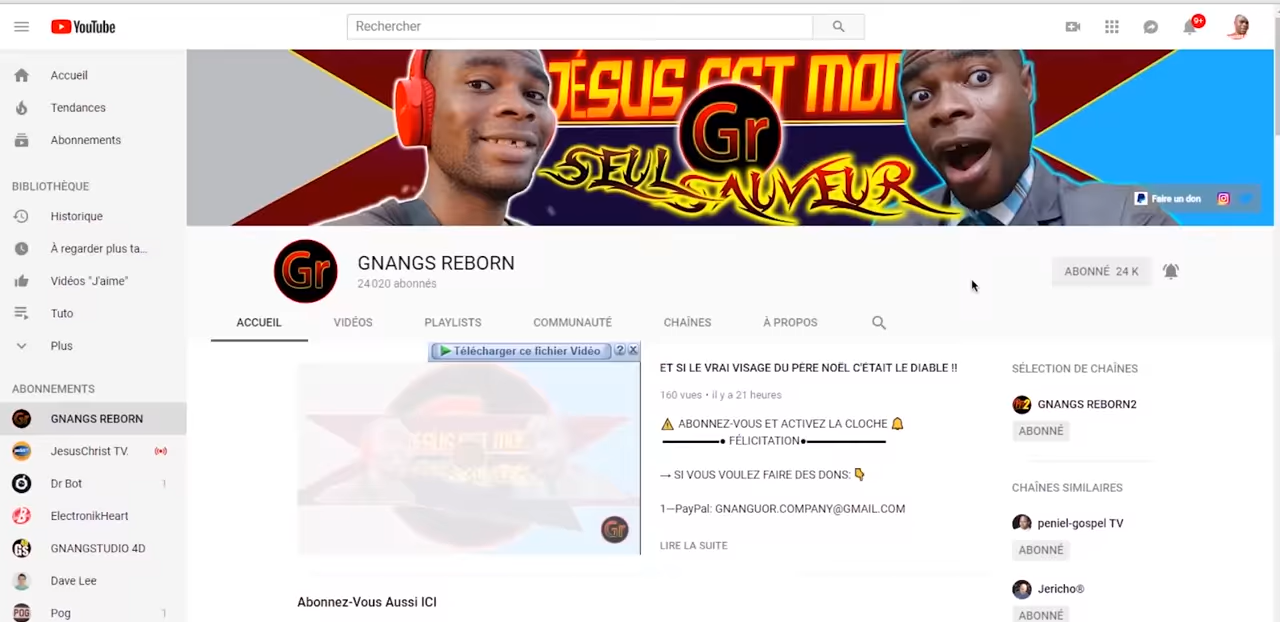 YouTube
Rechercher
9+
Accueil
Tendances
Abonnements
BIBLIOTHÈQUE
Historique
À regarder plus ta...
Vidéos "J'aime"
Tuto
Plus
ABONNEMENTS
GNANGS REBORN
JesusChrist TV.
Dr Bot
ElectronikHeart
GNANGSTUDIO 4D
Dave Lee
Pog
JÉSUS EST MON
Gr
SEUL
SAUVEUR
Faire un don
Gr
GNANGS REBORN
24 020 abonnés
ABONNÉ 24 K
ACCUEIL
VIDÉOS
PLAYLISTS
COMMUNAUTÉ
CHAÎNES
À PROPOS
Télécharger ce fichier Vidéo
? X
Gr
ET SI LE VRAI VISAGE DU PÈRE NOËL C'ÉTAIT LE DIABLE !!
160 vues • il y a 21 heures
ABONNEZ-VOUS ET ACTIVEZ LA CLOCHE
FÉLICITATION
→ SI VOUS VOULEZ FAIRE DES DONS:
1—PayPal: GNANGUOR.COMPANY@GMAIL.COM
LIRE LA SUITE
Abonnez-Vous Aussi ICI
SÉLECTION DE CHAÎNES
GNANGS REBORN2
ABONNÉ
CHAÎNES SIMILAIRES
peniel-gospel TV
ABONNÉ
Jericho®
ABONNÉ